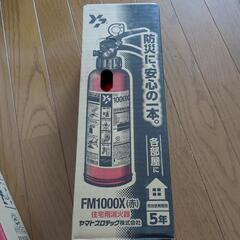 防災に、安心の一本。
各部屋に
1000X
FM1000X(赤)
住宅用消火器
ヤマトプロテック株式会社
5年